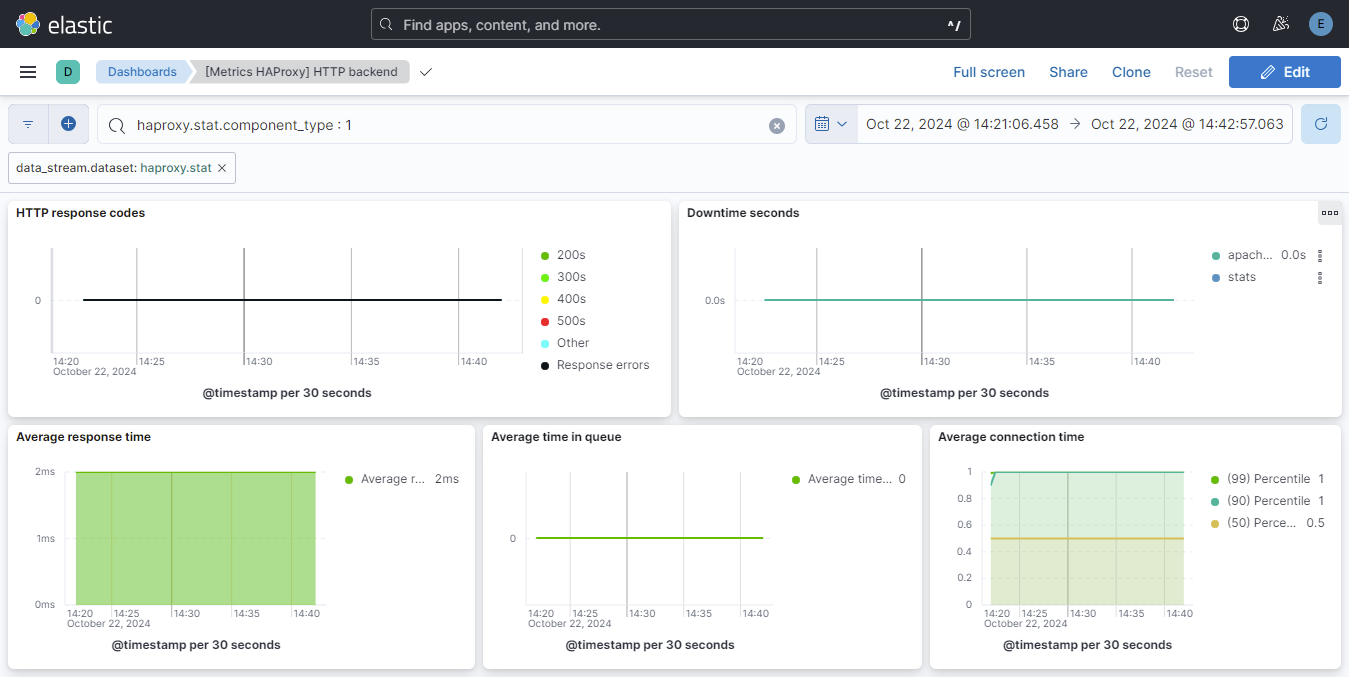 elastic
Find apps, content, and more.
^/
E
D
Dashboards
[Metrics HAProxy] HTTP backend
Full screen
Share
Clone
Reset
Edit
haproxy.stat.component_type : 1
Oct 22, 2024 @ 14:21:06.458 → Oct 22, 2024 @ 14:42:57.063
data_stream.dataset: haproxy.stat
HTTP response codes
0
14:20 14:25 14:30 14:35 14:40
October 22, 2024
@timestamp per 30 seconds
200s
300s
400s
500s
Other
Response errors
Downtime seconds
0.0s
14:20 14:25 14:30 14:35 14:40
October 22, 2024
@timestamp per 30 seconds
apach... 0.0s
stats
Average response time
2ms
1ms
0ms
14:20 14:25 14:30 14:35 14:40
October 22, 2024
@timestamp per 30 seconds
Average r... 2ms
Average time in queue
0
14:20 14:25 14:30 14:35 14:40
October 22, 2024
@timestamp per 30 seconds
Average time... 0
Average connection time
1
0.8
0.6
0.4
0.2
0
14:20 14:25 14:30 14:35 14:40
October 22, 2024
@timestamp per 30 seconds
(99) Percentile 1
(90) Percentile 1
(50) Perce... 0.5